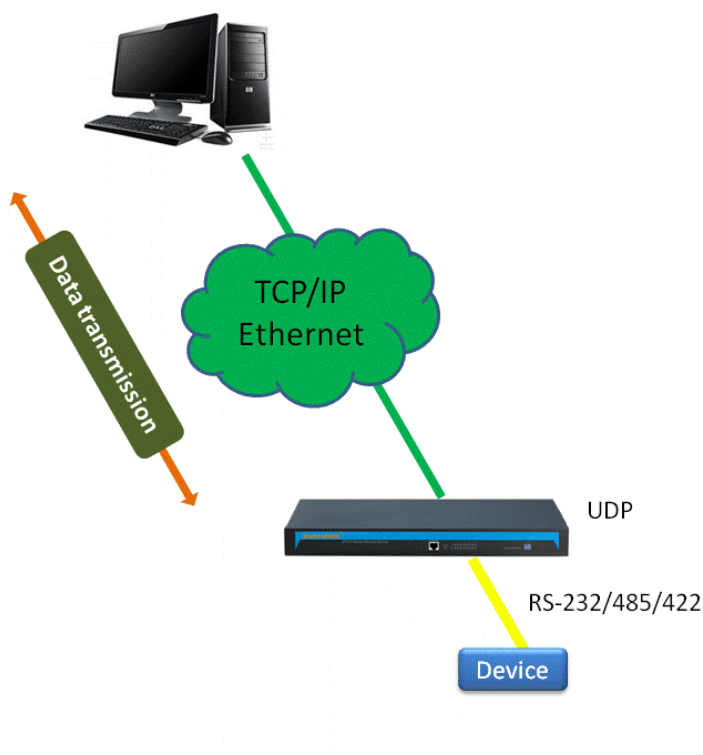 TCP/IP
Ethernet
Data transmission
UDP
RS-232/485/422
Device